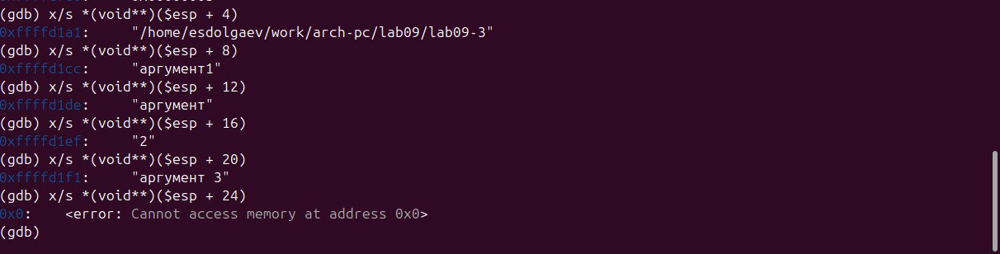 (gdb) x/s *(void**)($esp + 4)
0xffffd1a1:     "/home/esdolgaev/work/arch-pc/lab09/lab09-3"
(gdb) x/s *(void**)($esp + 8)
0xffffd1cc:     "аргумент1"
(gdb) x/s *(void**)($esp + 12)
0xffffd1de:     "аргумент"
(gdb) x/s *(void**)($esp + 16)
0xffffd1ef:     "2"
(gdb) x/s *(void**)($esp + 20)
0xffffd1f1:     "аргумент 3"
(gdb) x/s *(void**)($esp + 24)
0x0:    <error: Cannot access memory at address 0x0>
(gdb)